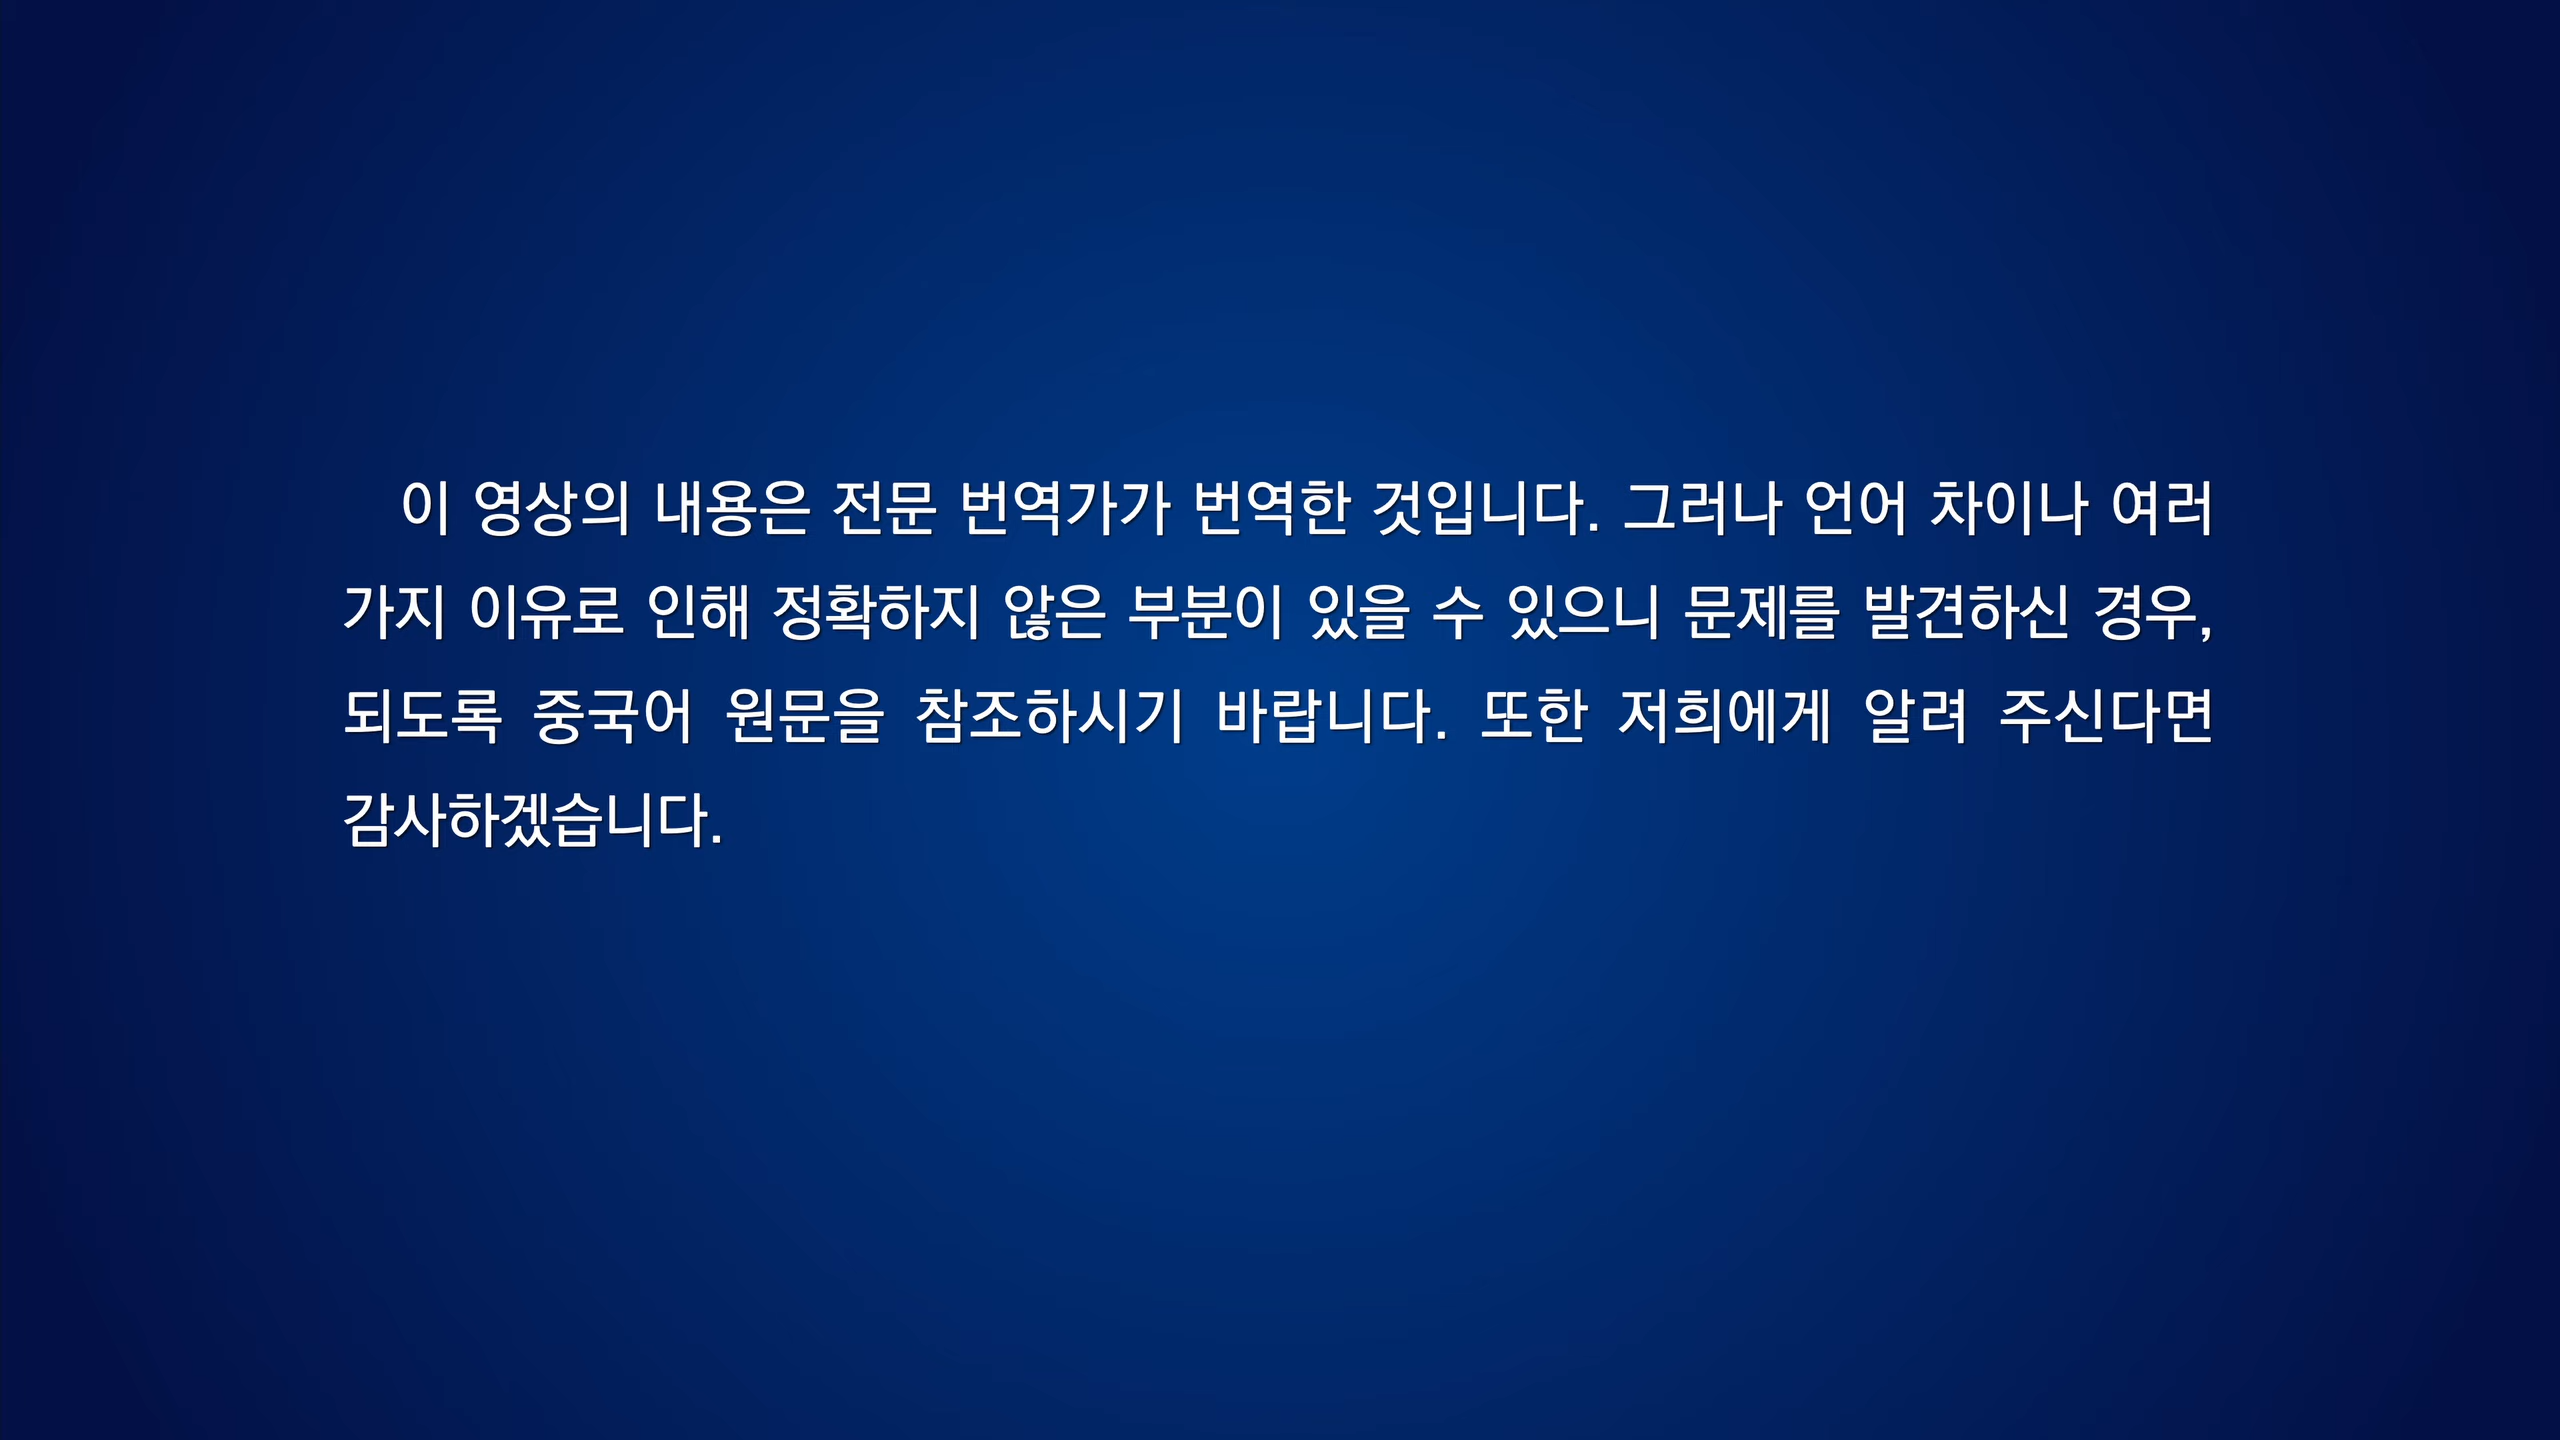 이 영상의 내용은 전문 번역가가 번역한 것입니다. 그러나 언어 차이나 여러
가지 이유로 인해 정확하지 않은 부분이 있을 수 있으니 문제를 발견하신 경우,
되도록 중국어 원문을 참조하시기 바랍니다. 또한 저희에게 알려 주신다면
감사하겠습니다.